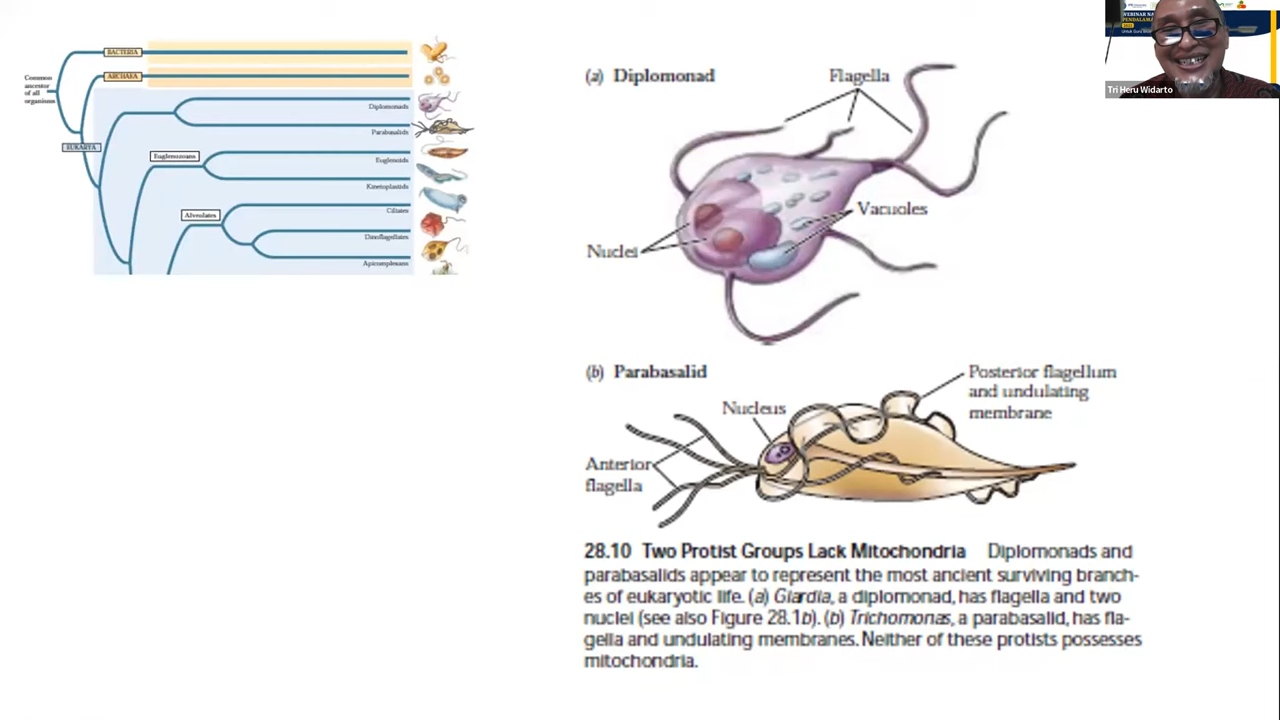 BACTERIA
Common
ancestor
of all
organisms
ARCHAEA
Diplomonads
Parabasalids
EUKARYA
Euglenozoans
Euglenoids
Kinetoplastids
Alveolates
Ciliates
Dinoflagellates
Apicomplexans
(a) Diplomonad
Flagella
Vacuoles
Nuclei
(b) Parabasalid
Posterior flagellum
and undulating
membrane
Nucleus
Anterior
flagella
28.10 Two Protist Groups Lack Mitochondria Diplomonads and
parabasalids appear to represent the most ancient surviving branch-
es of eukaryotic life. (a) Giardia, a diplomonad, has flagella and two
nuclei (see also Figure 28.1b). (b) Trichomonas, a parabasalid, has fla-
gella and undulating membranes. Neither of these protists possesses
mitochondria.
WEBINAR NA
PENDALAM
Tri Heru Widarto